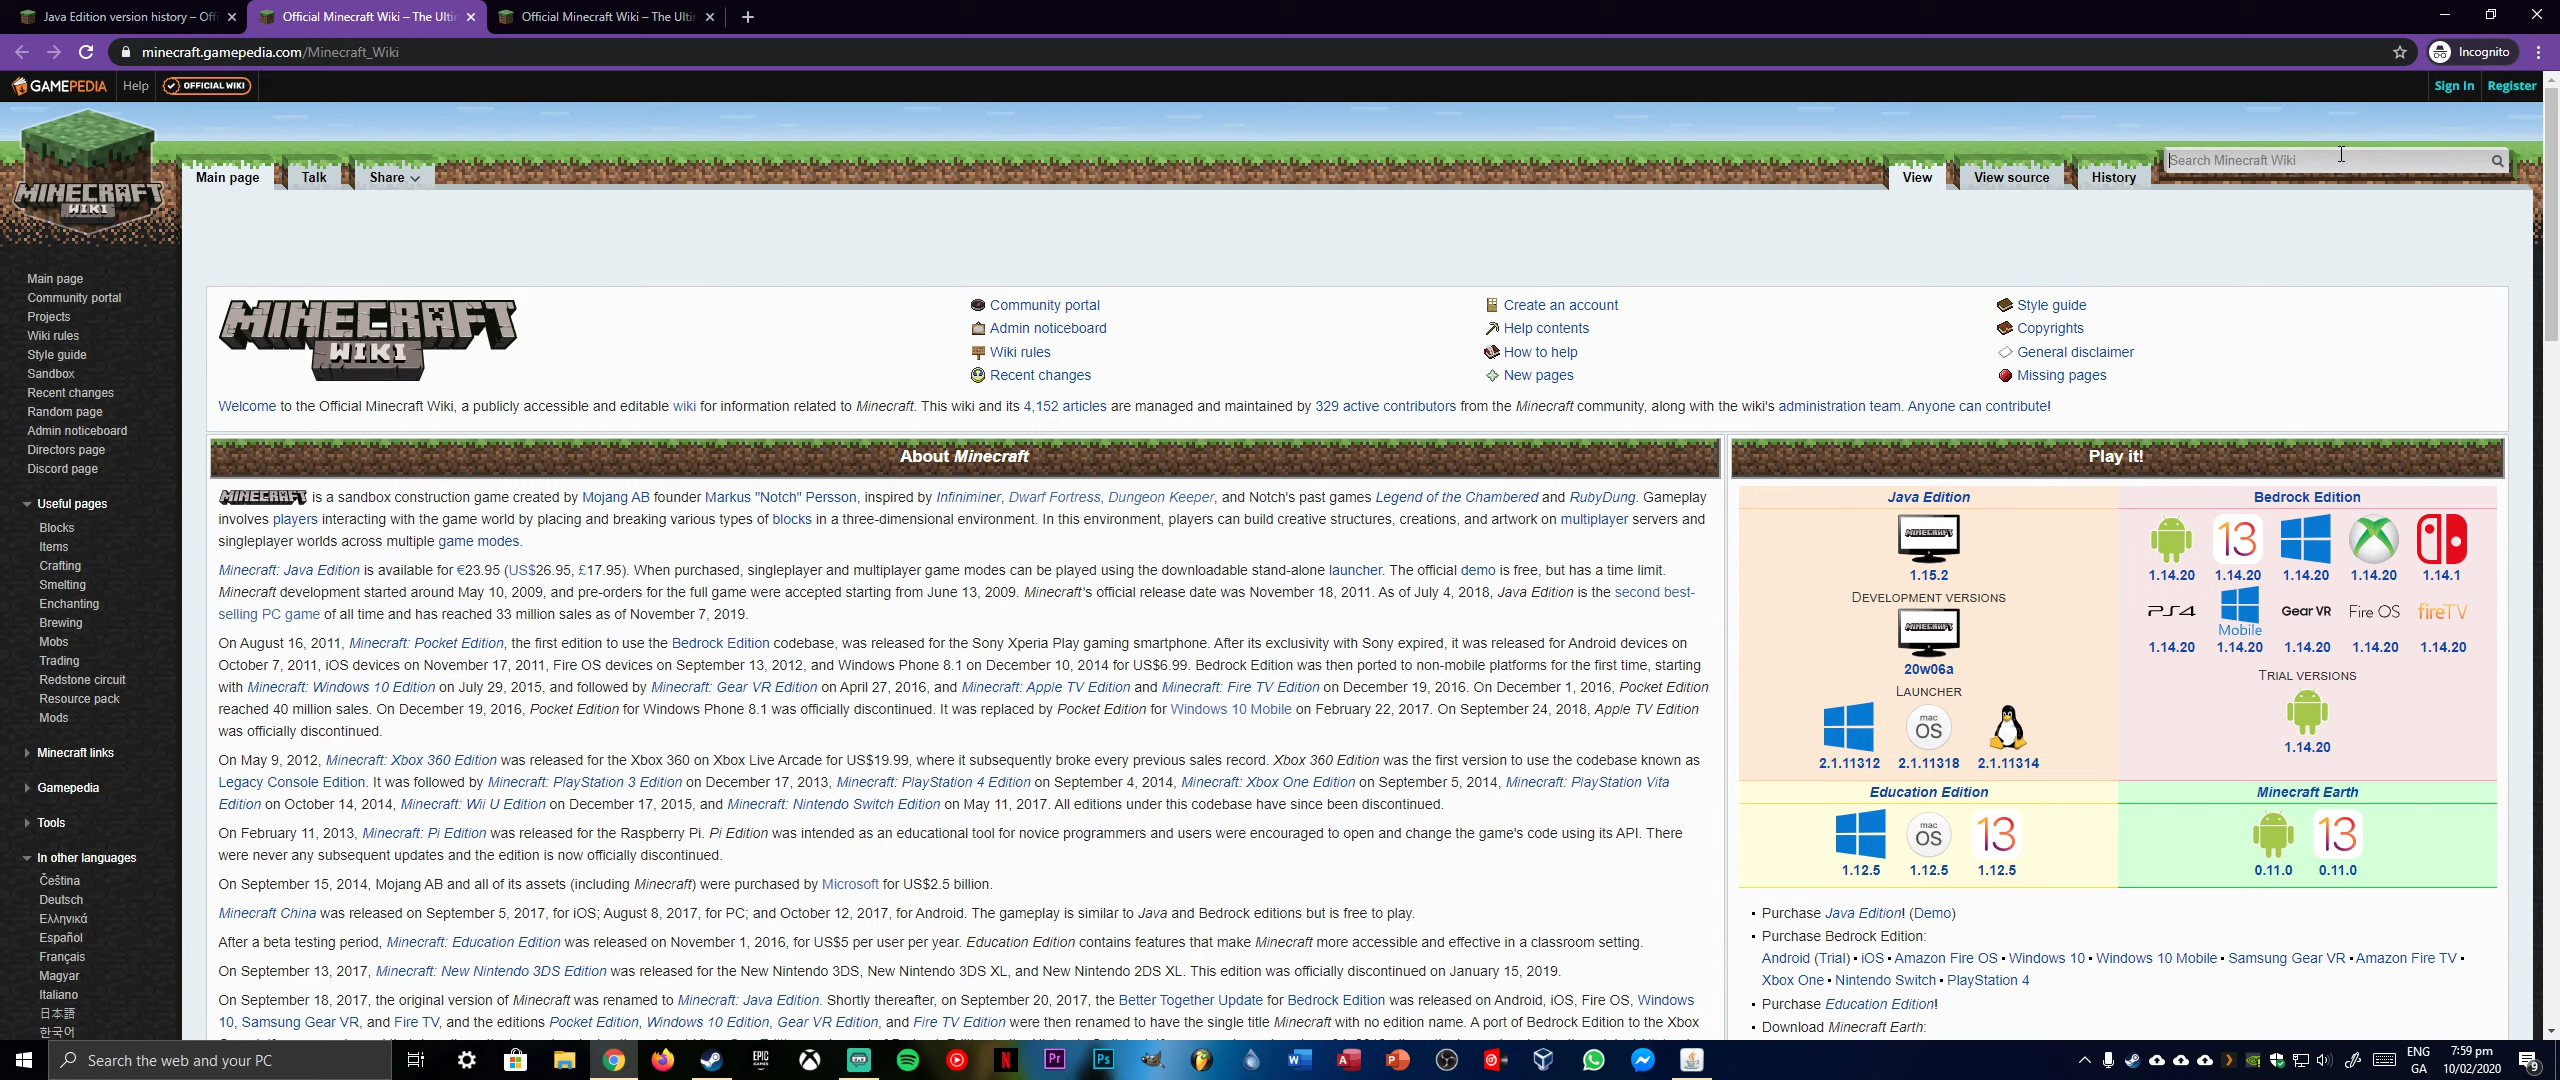 Java Edition version history – Offi
Official Minecraft Wiki – The Ultim
Official Minecraft Wiki – The Ultim
minecraft.gamepedia.com/Minecraft_Wiki
Incognito
GAMEPEDIA
Help
OFFICIAL WIKI
Sign In
Register
MINECRAFT
WIKI
Main page
Talk
Share
View
View source
History
Search Minecraft Wiki
Main page
Community portal
Projects
Wiki rules
Style guide
Sandbox
Recent changes
Random page
Admin noticeboard
Directors page
Discord page
Useful pages
Blocks
Items
Crafting
Smelting
Enchanting
Brewing
Mobs
Trading
Redstone circuit
Resource pack
Mods
Minecraft links
Gamepedia
Tools
In other languages
Čeština
Deutsch
Ελληνικά
Español
Français
Magyar
Italiano
日本語
한국어
MINECRAFT
WIKI
Community portal
Admin noticeboard
Wiki rules
Recent changes
Create an account
Help contents
How to help
New pages
Style guide
Copyrights
General disclaimer
Missing pages
Welcome to the Official Minecraft Wiki, a publicly accessible and editable wiki for information related to Minecraft. This wiki and its 4,152 articles are managed and maintained by 329 active contributors from the Minecraft community, along with the wiki's administration team. Anyone can contribute!
About Minecraft
MINECRAFT is a sandbox construction game created by Mojang AB founder Markus "Notch" Persson, inspired by Infiniminer, Dwarf Fortress, Dungeon Keeper, and Notch's past games Legend of the Chambered and RubyDung. Gameplay
involves players interacting with the game world by placing and breaking various types of blocks in a three-dimensional environment. In this environment, players can build creative structures, creations, and artwork on multiplayer servers and
singleplayer worlds across multiple game modes.
Minecraft: Java Edition is available for €23.95 (US$26.95, £17.95). When purchased, singleplayer and multiplayer game modes can be played using the downloadable stand-alone launcher. The official demo is free, but has a time limit.
Minecraft development started around May 10, 2009, and pre-orders for the full game were accepted starting from June 13, 2009. Minecraft's official release date was November 18, 2011. As of July 4, 2018, Java Edition is the second best-
selling PC game of all time and has reached 33 million sales as of November 7, 2019.
On August 16, 2011, Minecraft: Pocket Edition, the first edition to use the Bedrock Edition codebase, was released for the Sony Xperia Play gaming smartphone. After its exclusivity with Sony expired, it was released for Android devices on
October 7, 2011, iOS devices on November 17, 2011, Fire OS devices on September 13, 2012, and Windows Phone 8.1 on December 10, 2014 for US$6.99. Bedrock Edition was then ported to non-mobile platforms for the first time, starting
with Minecraft: Windows 10 Edition on July 29, 2015, and followed by Minecraft: Gear VR Edition on April 27, 2016, and Minecraft: Apple TV Edition and Minecraft: Fire TV Edition on December 19, 2016. On December 1, 2016, Pocket Edition
reached 40 million sales. On December 19, 2016, Pocket Edition for Windows Phone 8.1 was officially discontinued. It was replaced by Pocket Edition for Windows 10 Mobile on February 22, 2017. On September 24, 2018, Apple TV Edition
was officially discontinued.
On May 9, 2012, Minecraft: Xbox 360 Edition was released for the Xbox 360 on Xbox Live Arcade for US$19.99, where it subsequently broke every previous sales record. Xbox 360 Edition was the first version to use the codebase known as
Legacy Console Edition. It was followed by Minecraft: PlayStation 3 Edition on December 17, 2013, Minecraft: PlayStation 4 Edition on September 4, 2014, Minecraft: Xbox One Edition on September 5, 2014, Minecraft: PlayStation Vita
Edition on October 14, 2014, Minecraft: Wii U Edition on December 17, 2015, and Minecraft: Nintendo Switch Edition on May 11, 2017. All editions under this codebase have since been discontinued.
On February 11, 2013, Minecraft: Pi Edition was released for the Raspberry Pi. Pi Edition was intended as an educational tool for novice programmers and users were encouraged to open and change the game's code using its API. There
were never any subsequent updates and the edition is now officially discontinued.
On September 15, 2014, Mojang AB and all of its assets (including Minecraft) were purchased by Microsoft for US$2.5 billion.
Minecraft China was released on September 5, 2017, for iOS; August 8, 2017, for PC; and October 12, 2017, for Android. The gameplay is similar to Java and Bedrock editions but is free to play.
After a beta testing period, Minecraft: Education Edition was released on November 1, 2016, for US$5 per user per year. Education Edition contains features that make Minecraft more accessible and effective in a classroom setting.
On September 13, 2017, Minecraft: New Nintendo 3DS Edition was released for the New Nintendo 3DS, New Nintendo 3DS XL, and New Nintendo 2DS XL. This edition was officially discontinued on January 15, 2019.
On September 18, 2017, the original version of Minecraft was renamed to Minecraft: Java Edition. Shortly thereafter, on September 20, 2017, the Better Together Update for Bedrock Edition was released on Android, iOS, Fire OS, Windows
10, Samsung Gear VR, and Fire TV, and the editions Pocket Edition, Windows 10 Edition, Gear VR Edition, and Fire TV Edition were then renamed to have the single title Minecraft with no edition name. A port of Bedrock Edition to the Xbox
Play it!
Java Edition
MINECRAFT
1.15.2
DEVELOPMENT VERSIONS
MINECRAFT
20w06a
LAUNCHER
mac OS
2.1.11312 2.1.11318 2.1.11314
Bedrock Edition
13
1.14.20 1.14.20 1.14.20 1.14.20 1.14.1
PS4 Mobile Gear VR Fire OS fireTV
1.14.20 1.14.20 1.14.20 1.14.20 1.14.20
TRIAL VERSIONS
1.14.20
Education Edition
mac OS 13
1.12.5 1.12.5 1.12.5
Minecraft Earth
13
0.11.0 0.11.0
Purchase Java Edition! (Demo)
Purchase Bedrock Edition:
Android (Trial) • iOS • Amazon Fire OS • Windows 10 • Windows 10 Mobile • Samsung Gear VR • Amazon Fire TV •
Xbox One • Nintendo Switch • PlayStation 4
Purchase Education Edition!
Download Minecraft Earth:
Search the web and your PC
EPIC GAMES
N
Pr
Ps
W
A
P
ENG
GA
7:59 pm
10/02/2020
9